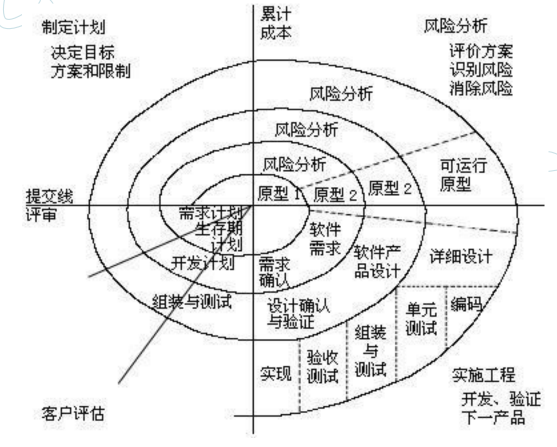 制定计划
决定目标
方案和限制
累计
成本
风险分析
评价方案
识别风险
消除风险
风险分析
风险分析
风险分析
可运行
原型
原型 1
原型 2
原型 2
提交线
评审
需求计划
生存期
计划
开发计划
组装与测试
软件
需求
需求
确认
软件产
品设计
详细设计
设计确认
与验证
单元
测试
编码
组装
与
测试
验收
测试
实现
实施工程
开发、验证
下一产品
客户评估